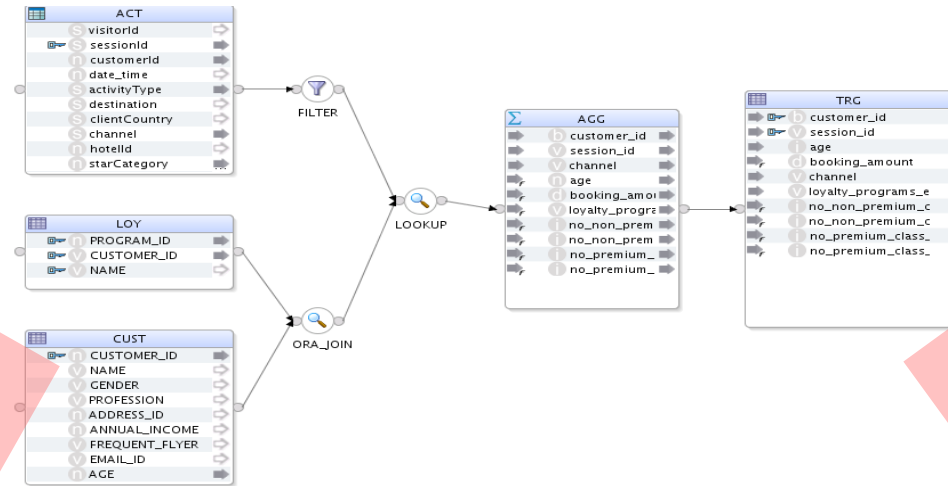 ACT
visitorId
sessionId
customerId
date_time
activityType
destination
clientCountry
channel
hotelId
starCategory
FILTER
LOY
PROGRAM_ID
CUSTOMER_ID
NAME
CUST
CUSTOMER_ID
NAME
GENDER
PROFESSION
ADDRESS_ID
ANNUAL_INCOME
FREQUENT_FLYER
EMAIL_ID
AGE
ORA_JOIN
LOOKUP
AGG
customer_id
session_id
channel
age
booking_amou
loyalty_progra
no_non_prem
no_non_prem
no_premium_
no_premium_
TRG
customer_id
session_id
age
booking_amount
channel
loyalty_programs_e
no_non_premium_c
no_non_premium_c
no_premium_class_
no_premium_class_